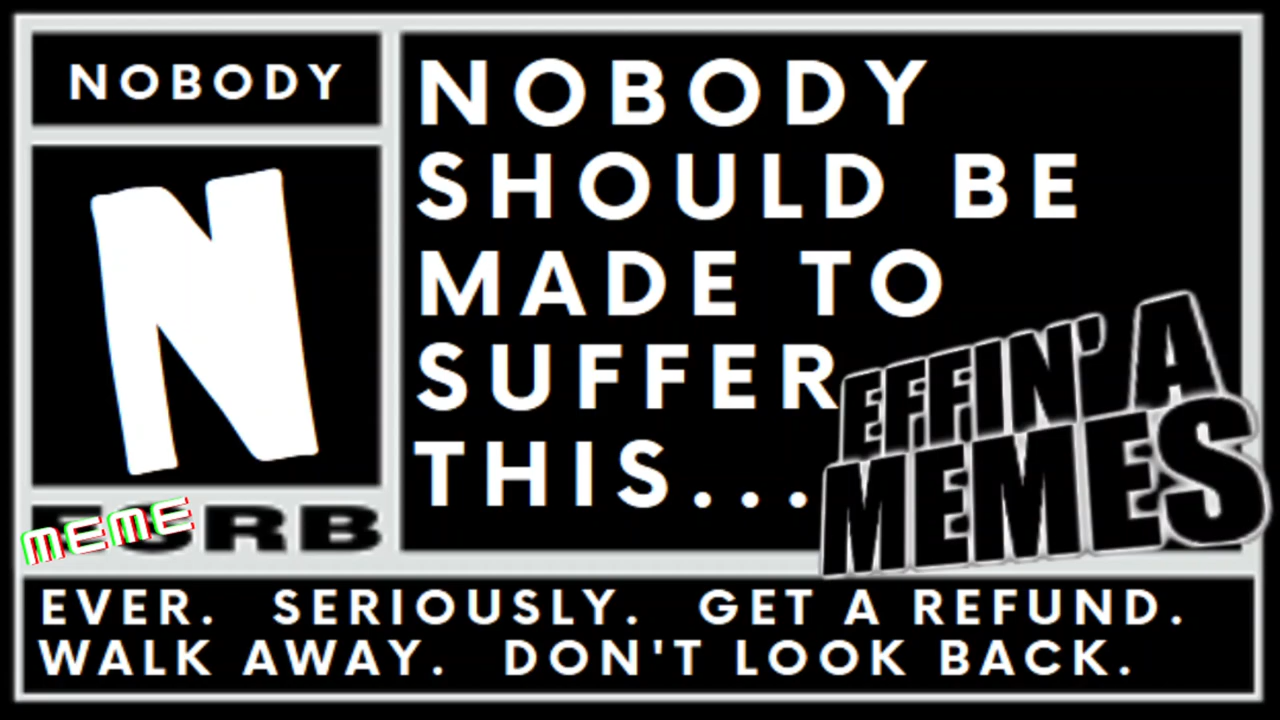 NOBODY
N
MEME
ESRB
NOBODY
SHOULD BE
MADE TO
SUFFER
THIS...
EFFIN' A
MEMES
EVER. SERIOUSLY. GET A REFUND.
WALK AWAY. DON'T LOOK BACK.